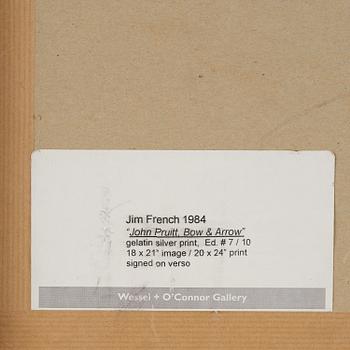 Jim French 1984
"John Pruitt, Bow & Arrow"
gelatin silver print, Ed. # 7 / 10
18 x 21" image / 20 x 24" print
signed on verso
Wessel + O'Connor Gallery